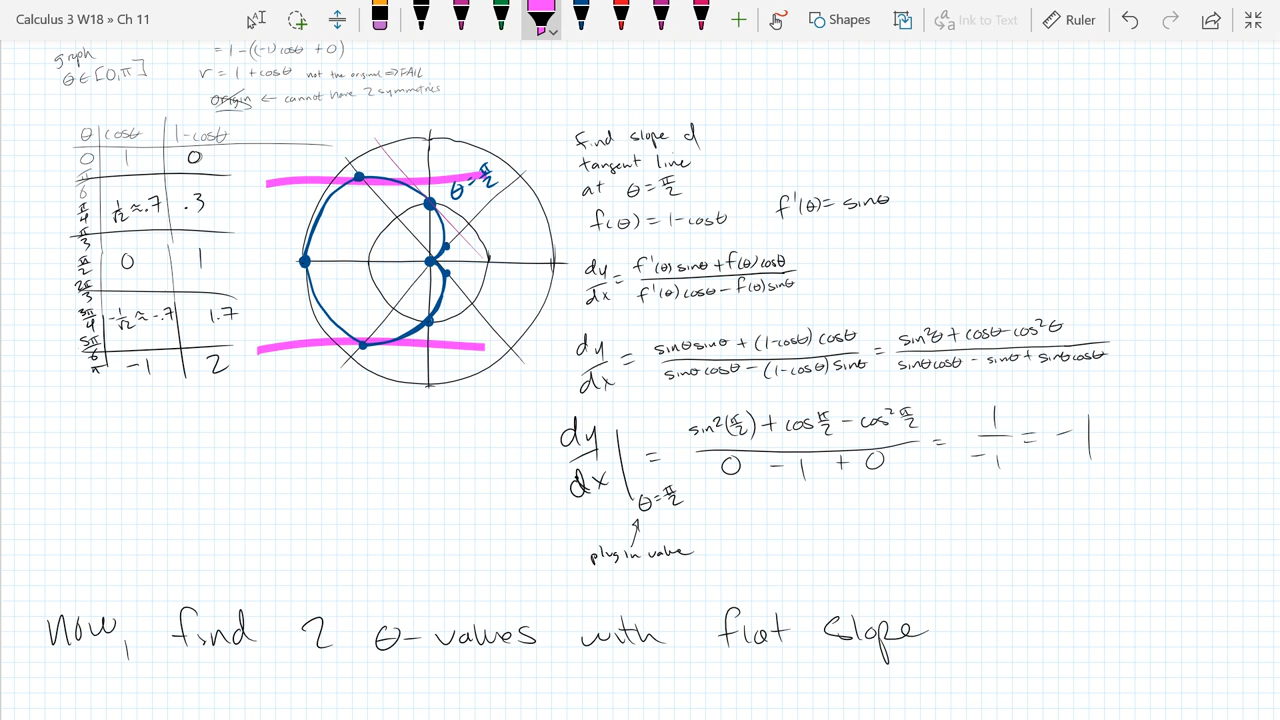 Calculus 3 W18 » Ch 11
Shapes
Ink to Text
Ruler
graph
θ∈[0,π]
= 1-((-1)cosθ + 0)
r = 1 + cosθ not the original ⇒ FAIL
Origin ← cannot have 2 symmetries
θ | cosθ | 1-cosθ
0 | 1 | 0
π/6
π/4 | 1/√2 ≈ .7 | .3
π/3
π/2 | 0 | 1
2π/3
3π/4 | -1/√2 ≈ -.7 | 1.7
5π/6
π | -1 | 2
θ = π/2
find slope of
tangent line
at θ = π/2
f(θ) = 1-cosθ f'(θ) = sinθ
dy/dx = (f'(θ) sinθ + f(θ) cosθ)/(f'(θ) cosθ - f(θ) sinθ)
dy/dx = (sinθ sinθ + (1-cosθ) cosθ)/(sinθ cosθ - (1-cosθ) sinθ) = (sin²θ + cosθ - cos²θ)/(sinθcosθ - sinθ + sinθcosθ)
dy/dx | θ = π/2 = (sin²(π/2) + cos π/2 - cos² π/2)/(0 - 1 + 0) = 1/-1 = -1
plug in value
Now, find 2 θ-values with flat slope